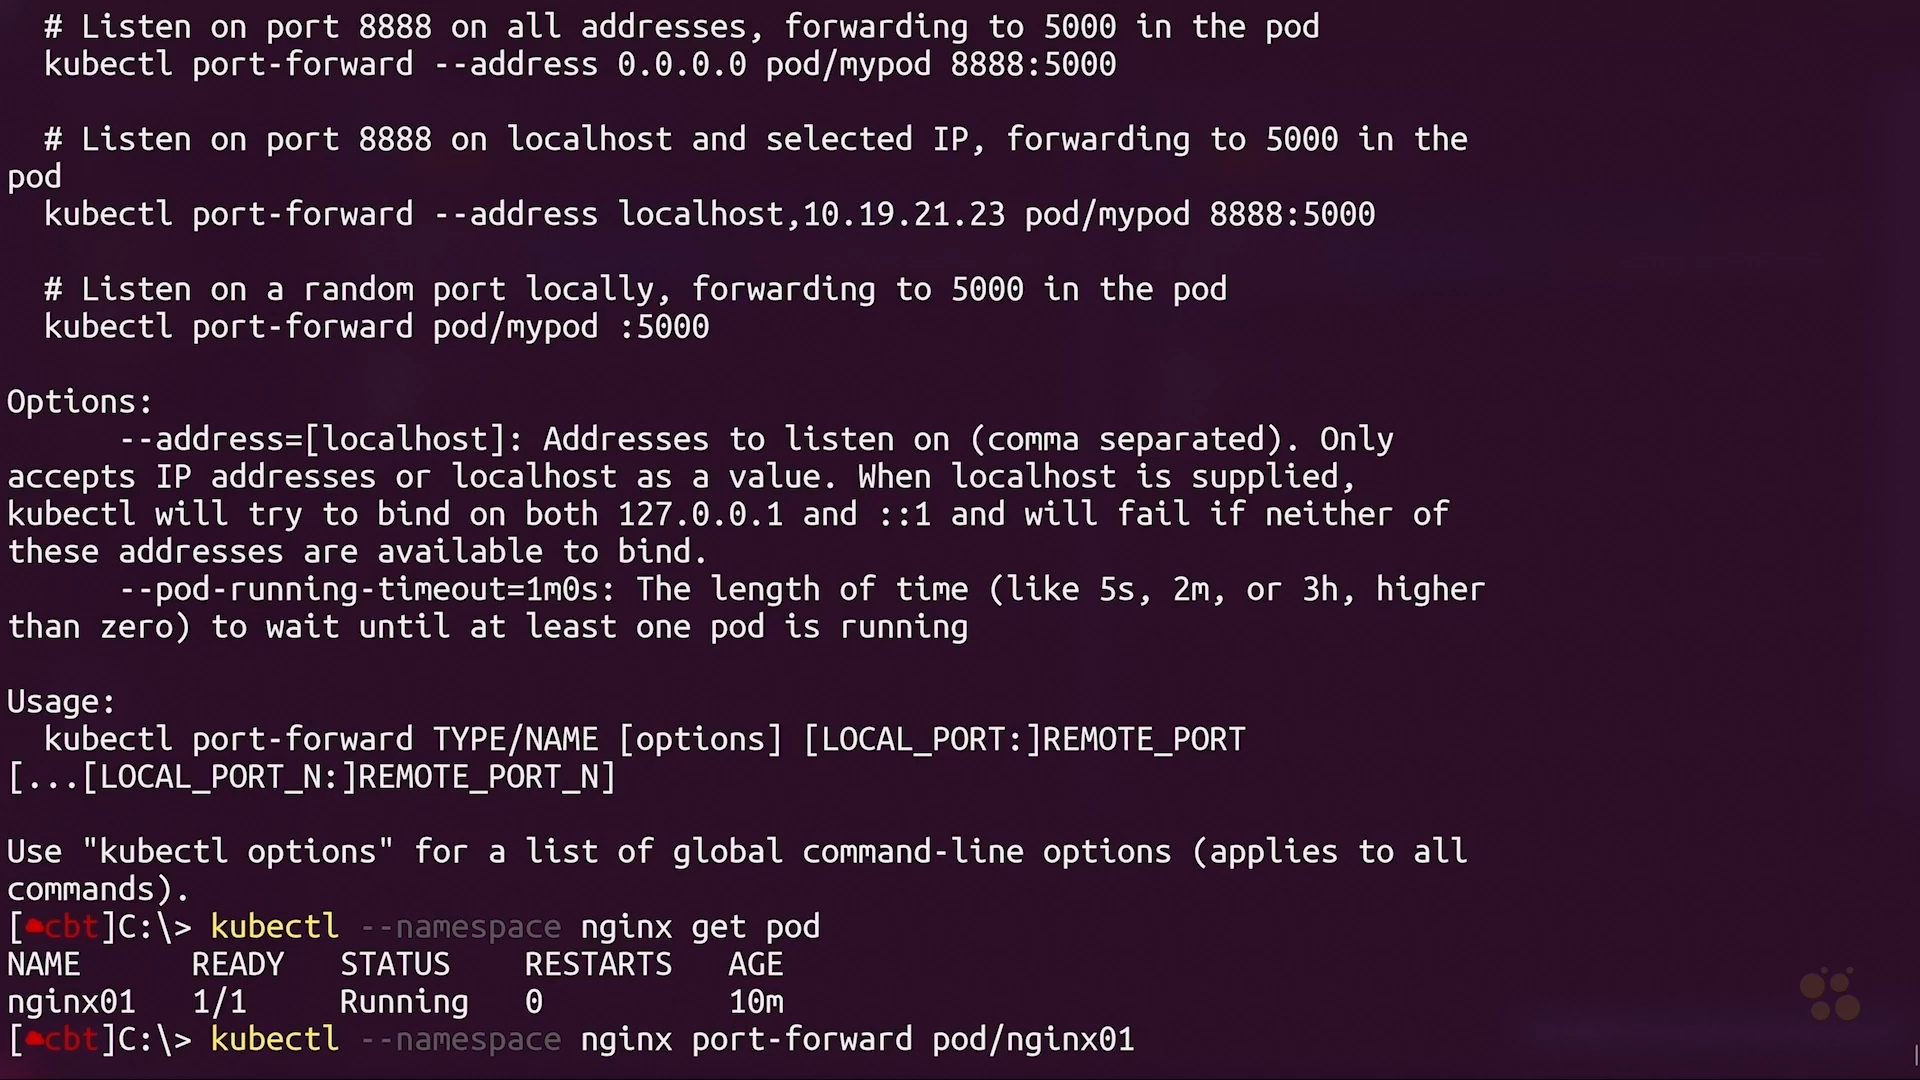 # Listen on port 8888 on all addresses, forwarding to 5000 in the pod
kubectl port-forward --address 0.0.0.0 pod/mypod 8888:5000
# Listen on port 8888 on localhost and selected IP, forwarding to 5000 in the
pod
kubectl port-forward --address localhost,10.19.21.23 pod/mypod 8888:5000
# Listen on a random port locally, forwarding to 5000 in the pod
kubectl port-forward pod/mypod :5000
Options:
--address=[localhost]: Addresses to listen on (comma separated). Only
accepts IP addresses or localhost as a value. When localhost is supplied,
kubectl will try to bind on both 127.0.0.1 and ::1 and will fail if neither of
these addresses are available to bind.
--pod-running-timeout=1m0s: The length of time (like 5s, 2m, or 3h, higher
than zero) to wait until at least one pod is running
Usage:
kubectl port-forward TYPE/NAME [options] [LOCAL_PORT:]REMOTE_PORT
[...[LOCAL_PORT_N:]REMOTE_PORT_N]
Use "kubectl options" for a list of global command-line options (applies to all
commands).
[☁cbt]C:\> kubectl --namespace nginx get pod
NAME READY STATUS RESTARTS AGE
nginx01 1/1 Running 0 10m
[☁cbt]C:\> kubectl --namespace nginx port-forward pod/nginx01